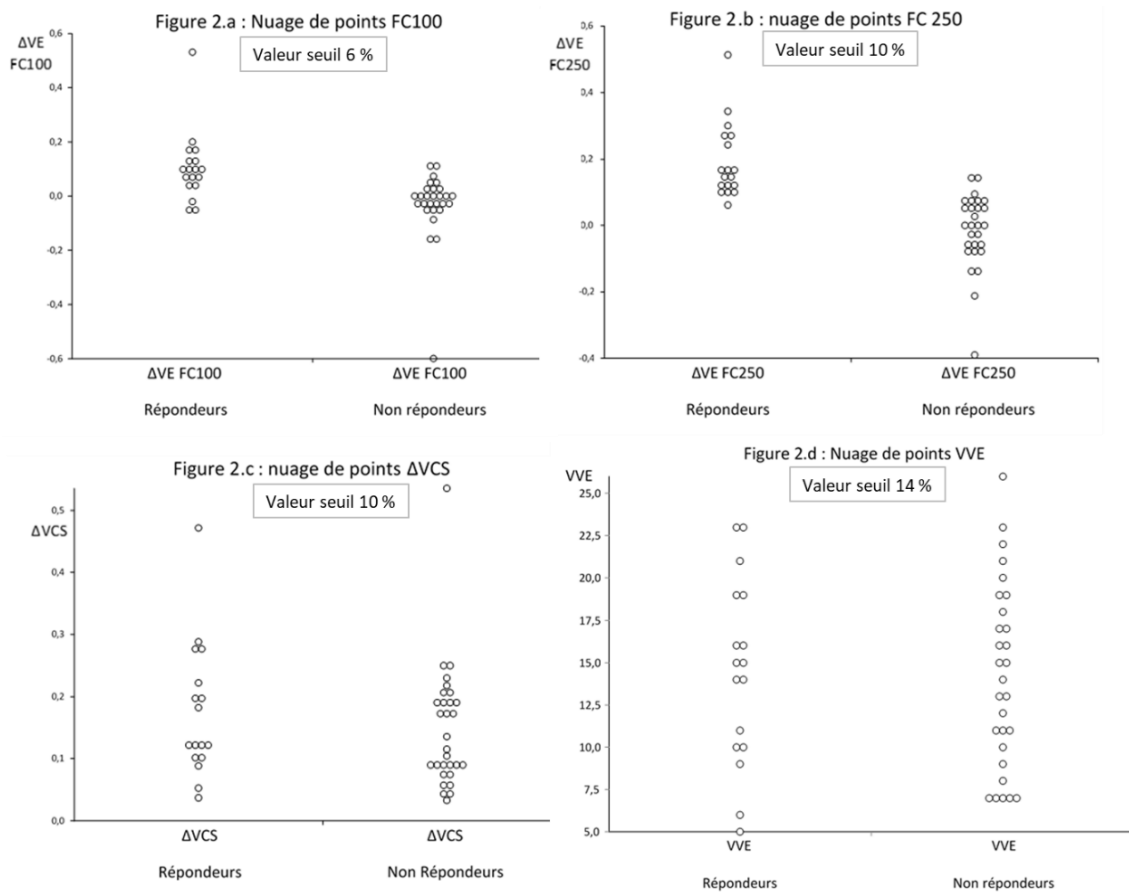 Figure 2.a : Nuage de points FC100
ΔVE
FC100
Valeur seuil 6 %
0,6
0,4
0,2
0,0
-0,2
-0,4
-0,6
ΔVE FC100
ΔVE FC100
Répondeurs
Non répondeurs
Figure 2.b : nuage de points FC 250
ΔVE
FC250
Valeur seuil 10 %
0,6
0,4
0,2
0,0
-0,2
-0,4
ΔVE FC250
ΔVE FC250
Répondeurs
Non répondeurs
Figure 2.c : nuage de points ΔVCS
ΔVCS
Valeur seuil 10 %
0,5
0,4
0,3
0,2
0,1
0,0
ΔVCS
ΔVCS
Répondeurs
Non Répondeurs
Figure 2.d : Nuage de points VVE
VVE
Valeur seuil 14 %
25,0
22,5
20,0
17,5
15,0
12,5
10,0
7,5
5,0
VVE
VVE
Répondeurs
Non répondeurs